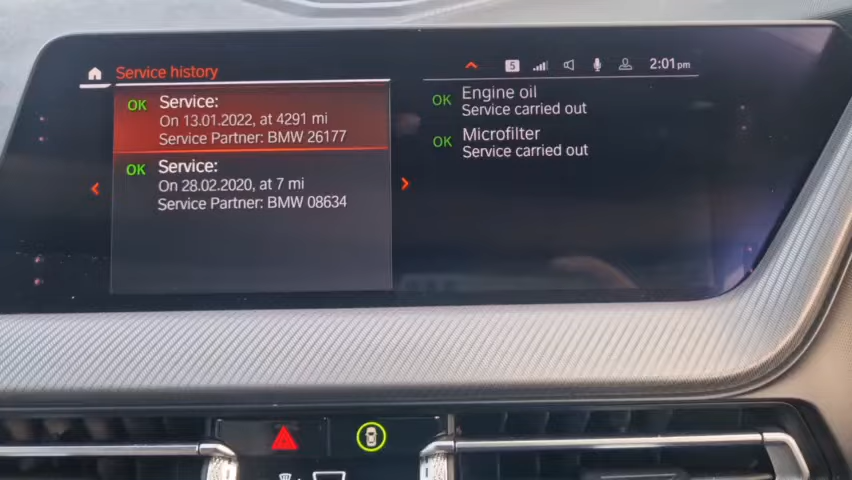 Service history
5
2:01pm
OK Service:
On 13.01.2022, at 4291 mi
Service Partner: BMW 26177
OK Service:
On 28.02.2020, at 7 mi
Service Partner: BMW 08634
OK Engine oil
Service carried out
OK Microfilter
Service carried out